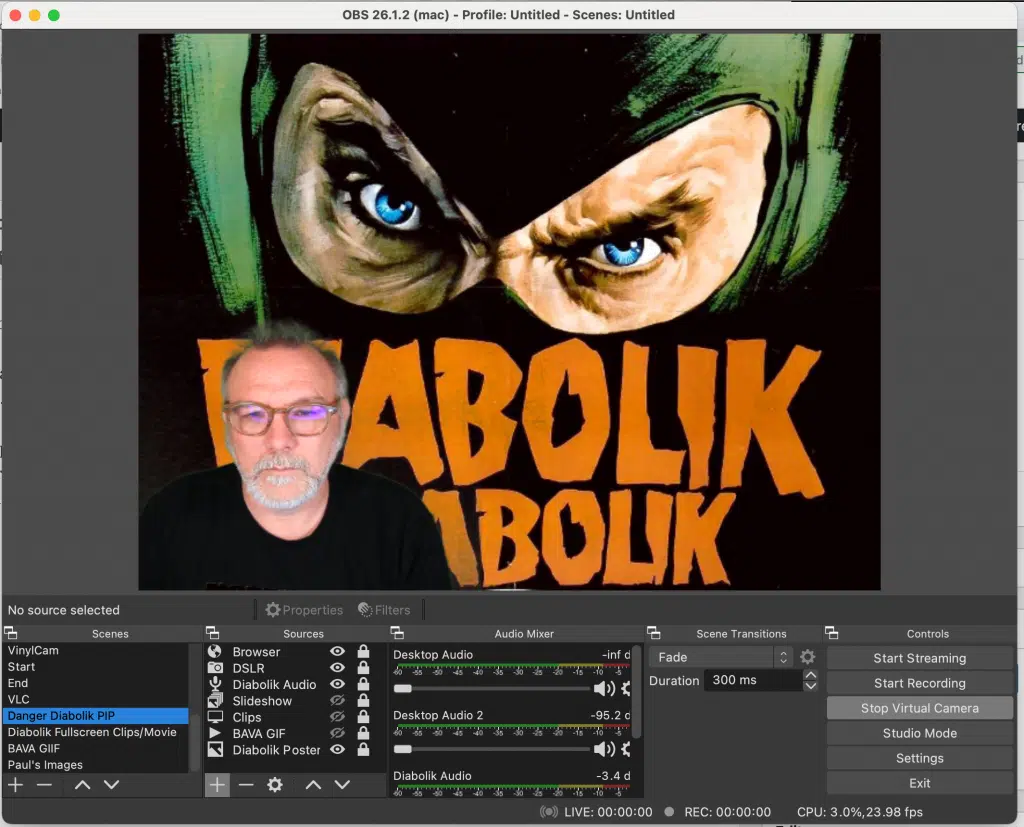 OBS 26.1.2 (mac) - Profile: Untitled - Scenes: Untitled
DIABOLIK
DIABOLIK
No source selected
Properties
Filters
Scenes
VinylCam
Start
End
VLC
Danger Diabolik PIP
Diabolik Fullscreen Clips/Movie
BAVA GIIF
Paul's Images
Sources
Browser
DSLR
Diabolik Audio
Slideshow
Clips
BAVA GIF
Diabolik Poster
Audio Mixer
Desktop Audio -inf d
-60 -55 -50 -45 -40 -35 -30 -25 -20 -15 -10 -5
Desktop Audio 2 -95.2 d
-60 -55 -50 -45 -40 -35 -30 -25 -20 -15 -10 -5
Diabolik Audio -3.4 d
-60 -55 -50 -45 -40 -35 -30 -25 -20 -15 -10 -5
Scene Transitions
Fade
Duration 300 ms
Controls
Start Streaming
Start Recording
Stop Virtual Camera
Studio Mode
Settings
Exit
LIVE: 00:00:00 REC: 00:00:00 CPU: 3.0%,23.98 fps